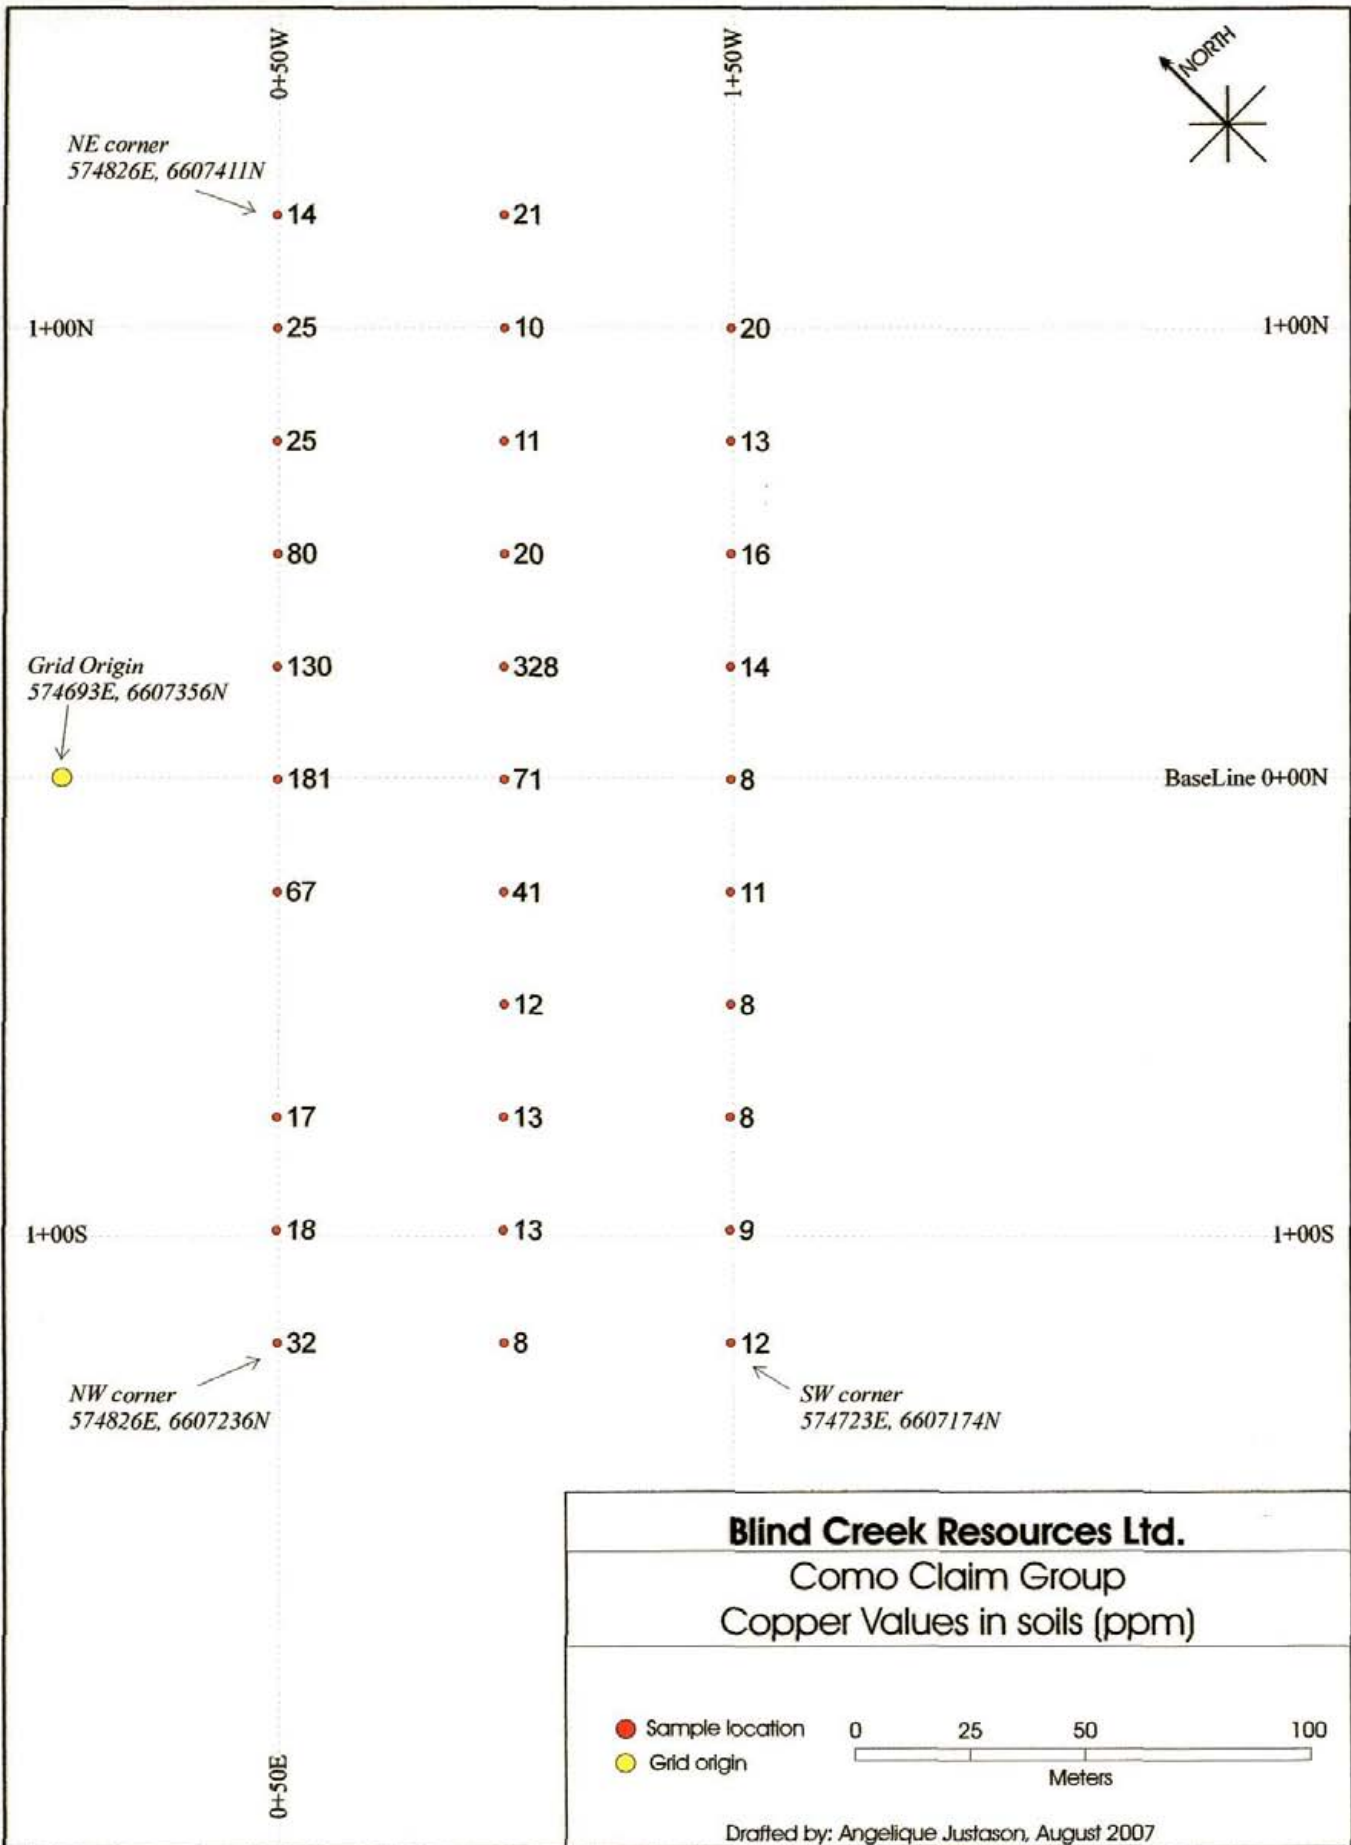 0+50W
1+50W
NORTH
NE corner
574826E, 6607411N
14
21
1+00N
25
10
20
1+00N
25
11
13
80
20
16
Grid Origin
574693E, 6607356N
130
328
14
181
71
8
BaseLine 0+00N
67
41
11
12
8
17
13
8
1+00S
18
13
9
1+00S
32
8
12
NW corner
574826E, 6607236N
SW corner
574723E, 6607174N
Blind Creek Resources Ltd.
Como Claim Group
Copper Values in soils (ppm)
Sample location
Grid origin
0 25 50 100
Meters
0+50E
Drafted by: Angelique Justason, August 2007